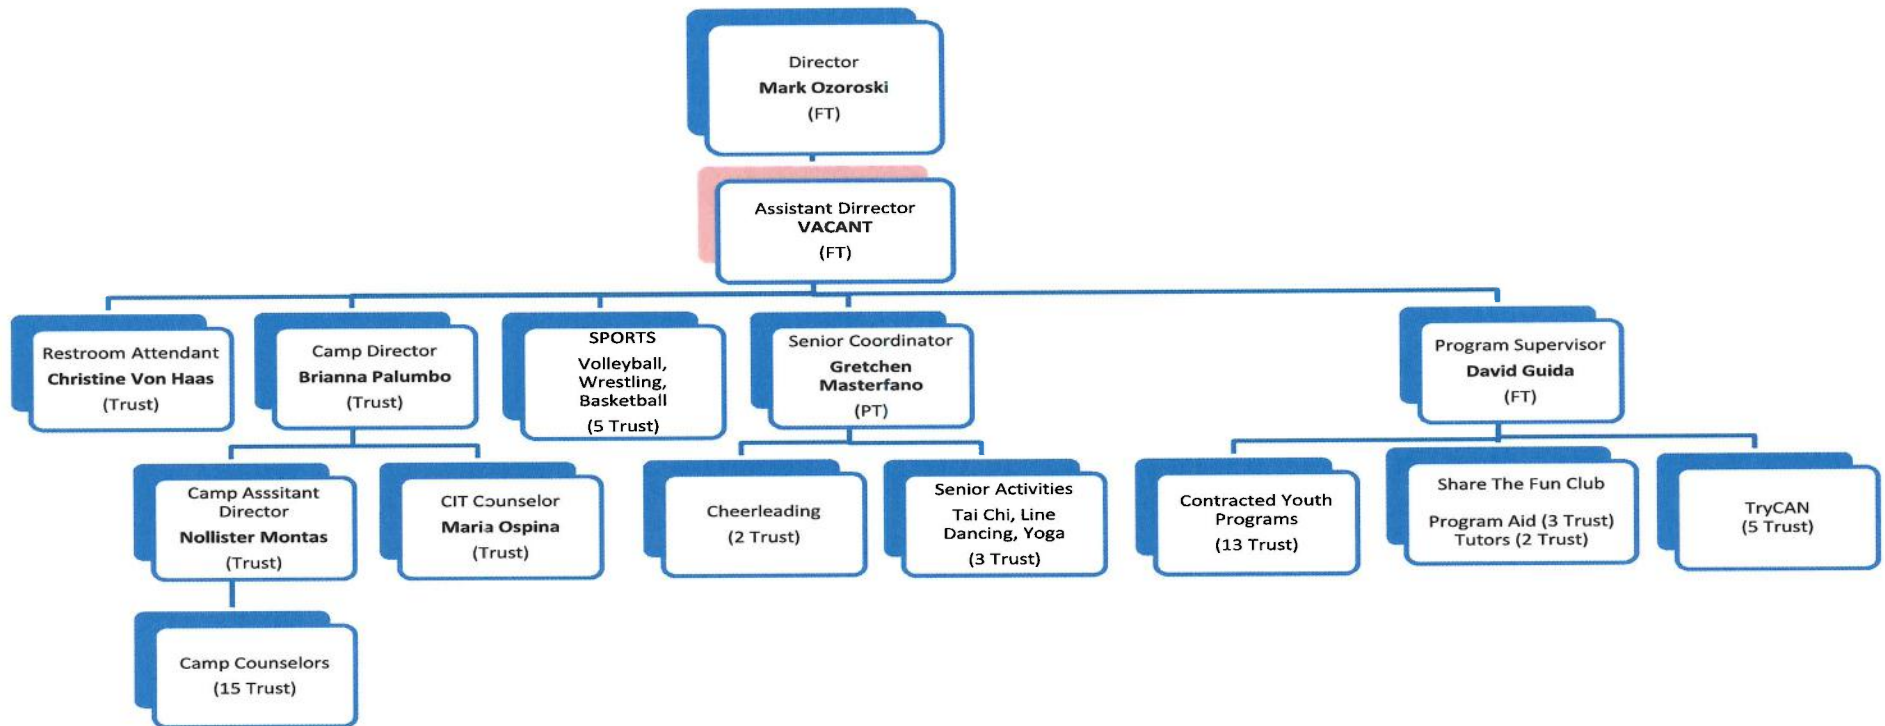 Director
Mark Ozoroski
(FT)
Assistant Dirrector
VACANT
(FT)
Restroom Attendant
Christine Von Haas
(Trust)
Camp Director
Brianna Palumbo
(Trust)
SPORTS
Volleyball,
Wrestling,
Basketball
(5 Trust)
Senior Coordinator
Gretchen
Masterfano
(PT)
Program Supervisor
David Guida
(FT)
Camp Asssitant
Director
Nollister Montas
(Trust)
CIT Counselor
Maria Ospina
(Trust)
Cheerleading
(2 Trust)
Senior Activities
Tai Chi, Line
Dancing, Yoga
(3 Trust)
Contracted Youth
Programs
(13 Trust)
Share The Fun Club
Program Aid (3 Trust)
Tutors (2 Trust)
TryCAN
(5 Trust)
Camp Counselors
(15 Trust)